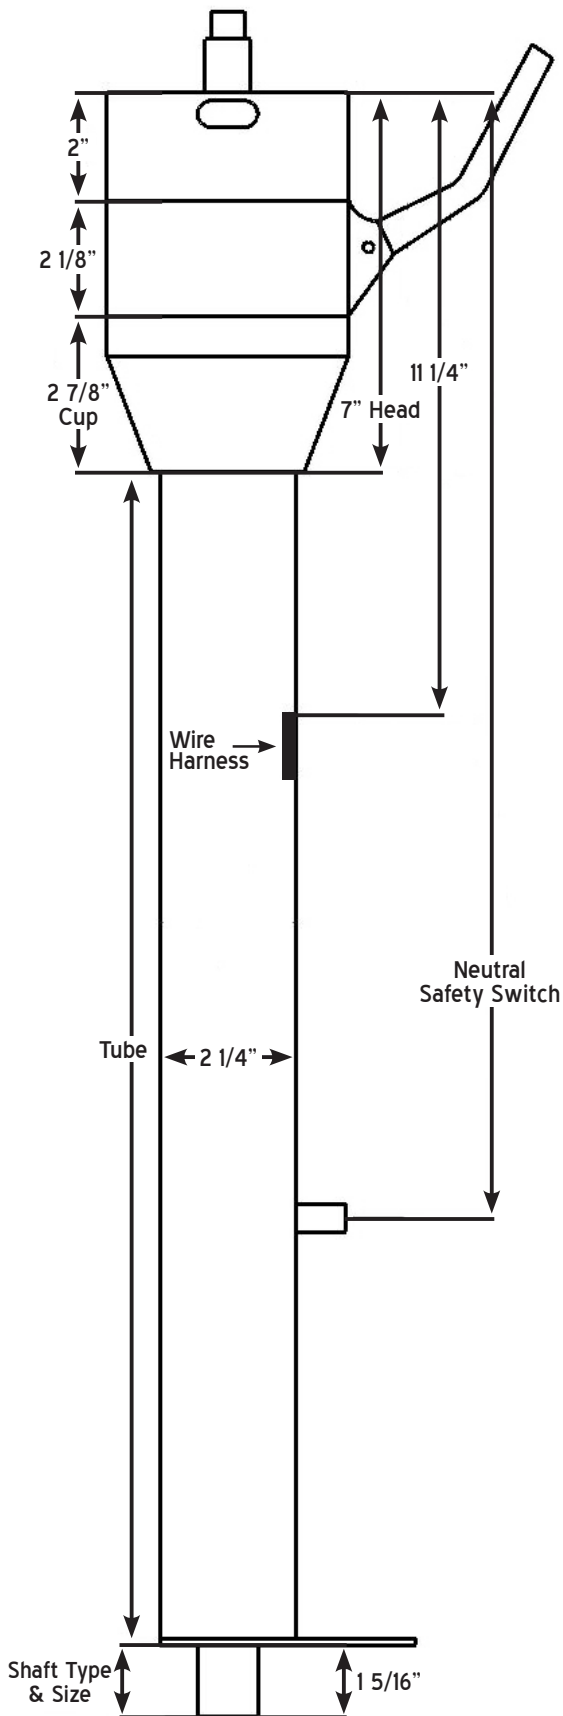 2”
2 1/8”
2 7/8”
Cup
7” Head
11 1/4”
Wire
Harness
Neutral
Safety Switch
Tube
2 1/4”
Shaft Type
& Size
1 5/16”